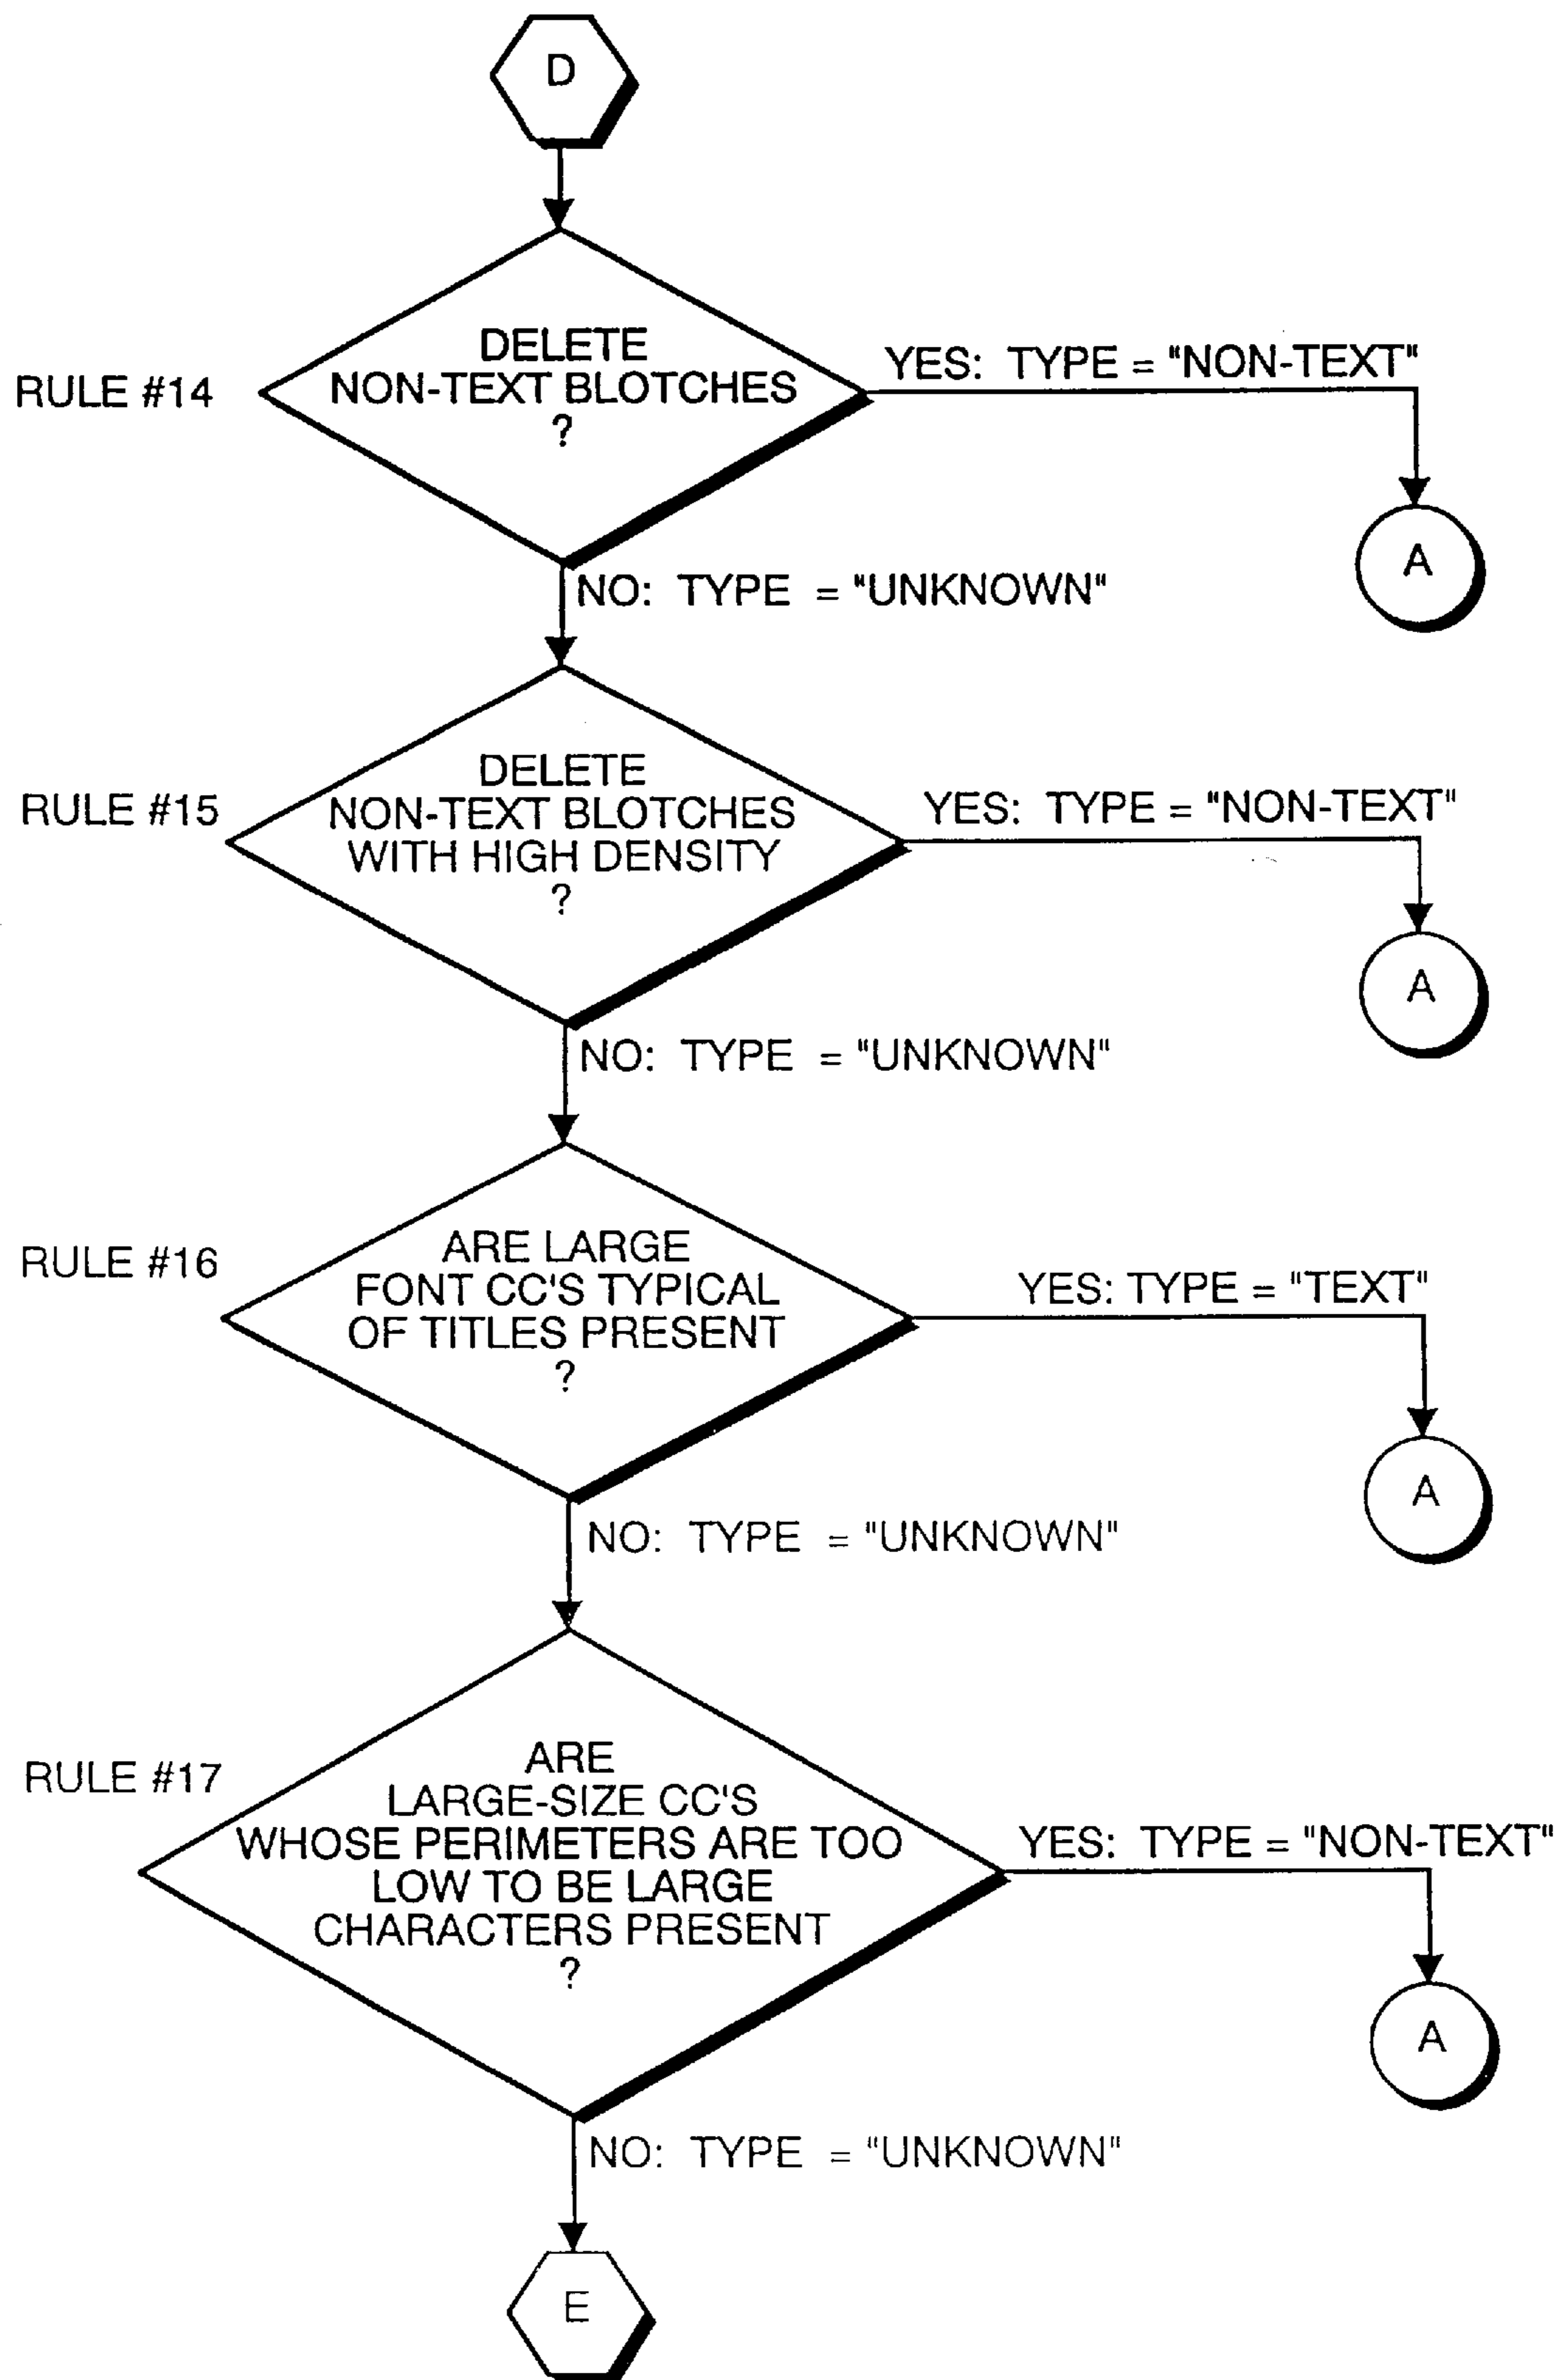 D
DELETE
NON-TEXT BLOTCHES
?
RULE #14
YES: TYPE = "NON-TEXT"
A
NO: TYPE = "UNKNOWN"
DELETE
NON-TEXT BLOTCHES
WITH HIGH DENSITY
?
RULE #15
YES: TYPE = "NON-TEXT"
A
NO: TYPE = "UNKNOWN"
ARE LARGE
FONT CC'S TYPICAL
OF TITLES PRESENT
?
RULE #16
YES: TYPE = "TEXT"
A
NO: TYPE = "UNKNOWN"
ARE
LARGE-SIZE CC'S
WHOSE PERIMETERS ARE TOO
LOW TO BE LARGE
CHARACTERS PRESENT
?
RULE #17
YES: TYPE = "NON-TEXT"
A
NO: TYPE = "UNKNOWN"
E